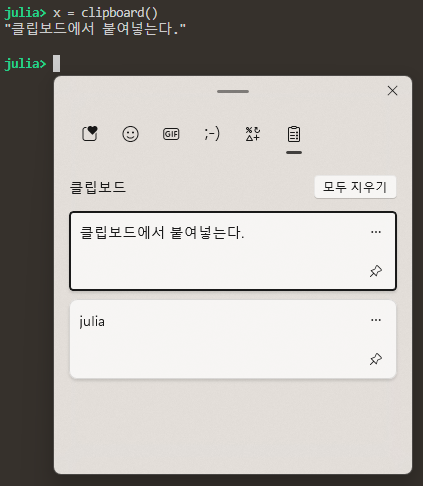 julia> x = clipboard()
"클립보드에서 붙여넣는다."
julia>
GIF
;-)
클립보드
모두 지우기
클립보드에서 붙여넣는다.
julia